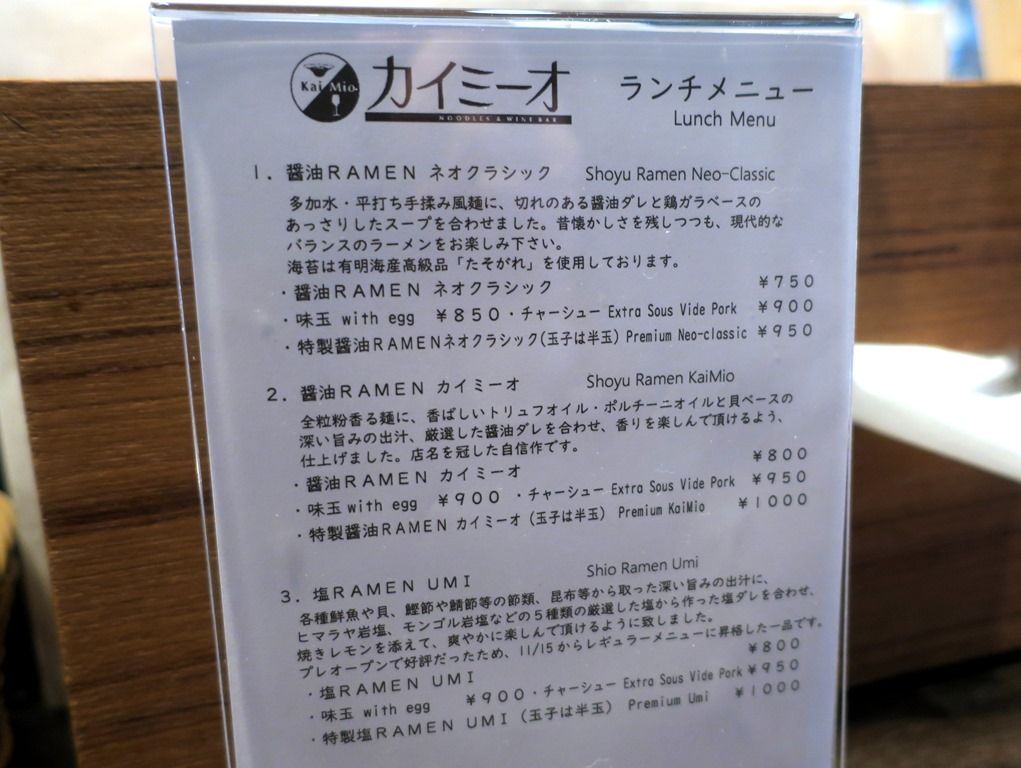 Kai Mio
カイミーオ
NOODLES & WINE BAR
ランチメニュー
Lunch Menu
1. 醤油RAMEN ネオクラシック Shoyu Ramen Neo-Classic
多加水・平打ち手揉み風麺に、切れのある醤油ダレと鶏ガラベースの
あっさりしたスープを合わせました。昔懐かしさを残しつつも、現代的な
バランスのラーメンをお楽しみ下さい。
海苔は有明海産高級品「たそがれ」を使用しております。
・醤油RAMEN ネオクラシック ¥750
・味玉 with egg ¥850・チャーシュー Extra Sous Vide Pork ¥900
・特製醤油RAMENネオクラシック(玉子は半玉) Premium Neo-classic ¥950
2. 醤油RAMEN カイミーオ Shoyu Ramen KaiMio
全粒粉香る麺に、香ばしいトリュフオイル・ポルチーニオイルと貝ベースの
深い旨みの出汁、厳選した醤油ダレを合わせ、香りを楽しんで頂けるよう、
仕上げました。店名を冠した自信作です。
・醤油RAMEN カイミーオ ¥800
・味玉 with egg ¥900 ・チャーシュー Extra Sous Vide Pork ¥950
・特製醤油RAMEN カイミーオ (玉子は半玉) Premium KaiMio ¥1000
3. 塩RAMEN UMI Shio Ramen Umi
各種鮮魚や貝、鰹節や鯖節等の節類、昆布等から取った深い旨みの出汁に、
ヒマラヤ岩塩、モンゴル岩塩などの5種類の厳選した塩から作った塩ダレを合わせ、
焼きレモンを添えて、爽やかに楽しんで頂けるように致しました。
プレオープンで好評だったため、11/15からレギュラーメニューに昇格した一品です。
・塩RAMEN UMI ¥800
・味玉 with egg ¥900・チャーシュー Extra Sous Vide Pork ¥950
・特製塩RAMEN UMI (玉子は半玉) Premium Umi ¥1000